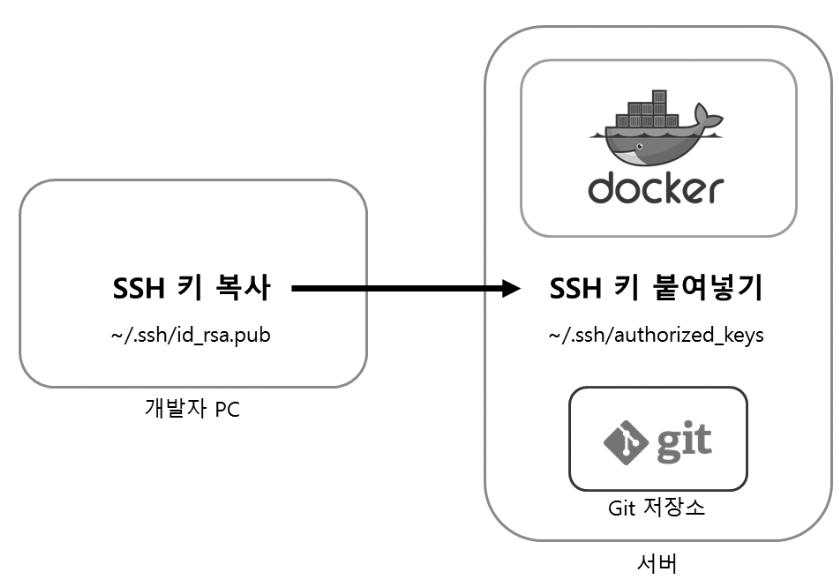 docker
SSH 키 복사
~/.ssh/id_rsa.pub
개발자 PC
SSH 키 붙여넣기
~/.ssh/authorized_keys
git
Git 저장소
서버